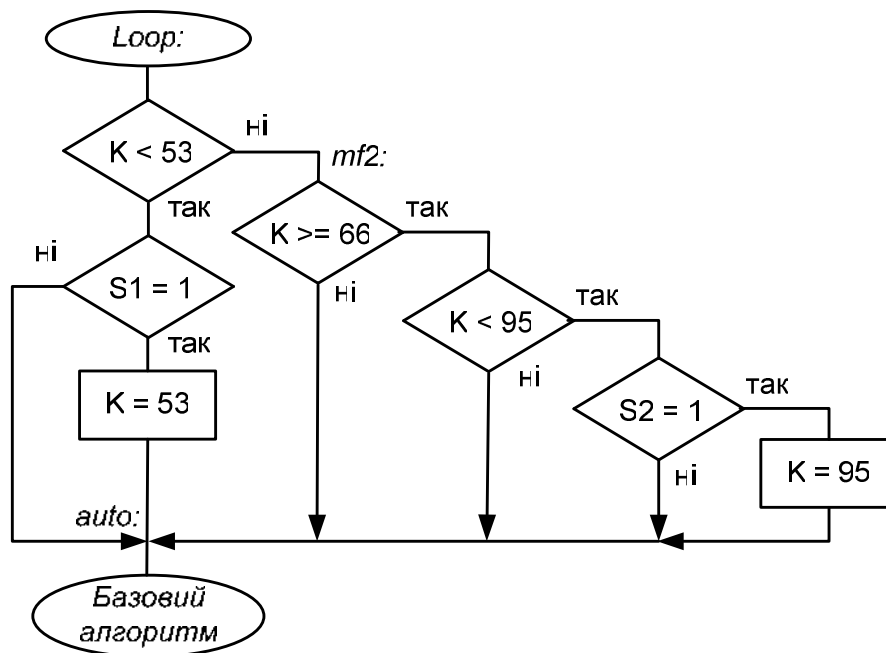 Loop:
K < 53
ні
так
mf2:
K >= 66
так
ні
ні
S1 = 1
так
K < 95
так
ні
K = 53
S2 = 1
так
ні
K = 95
auto:
Базовий
алгоритм